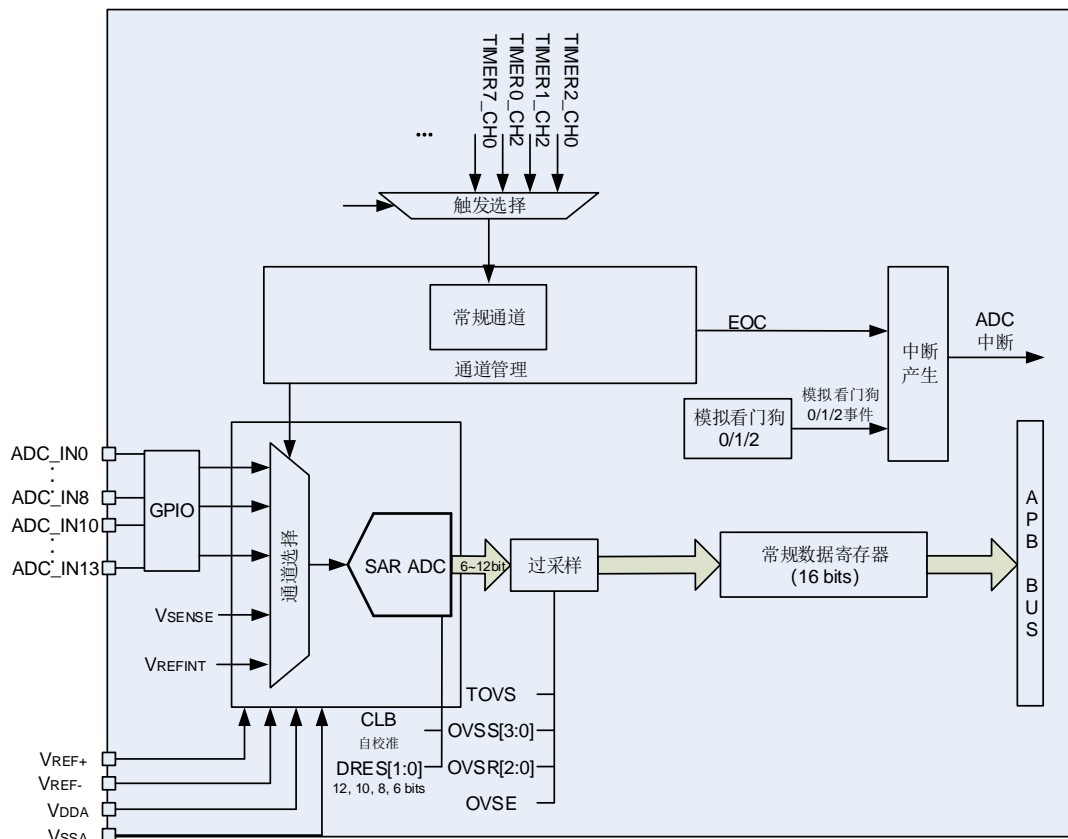 TIMER7_CH0
TIMER0_CH2
TIMER1_CH2
TIMER2_CH0
...
触发选择
常规通道
通道管理
EOC
中断
产生
ADC
中断
模拟看门狗
0/1/2
模拟看门狗
0/1/2事件
ADC_IN0
ADC_IN8
ADC_IN10
ADC_IN13
GPIO
通道选择
SAR ADC
6~12bit
过采样
常规数据寄存器
(16 bits)
APB BUS
VSENSE
VREFINT
CLB
自校准
DRES[1:0]
12, 10, 8, 6 bits
TOVS
OVSS[3:0]
OVSR[2:0]
OVSE
VREF+
VREF-
VDDA
VSSA